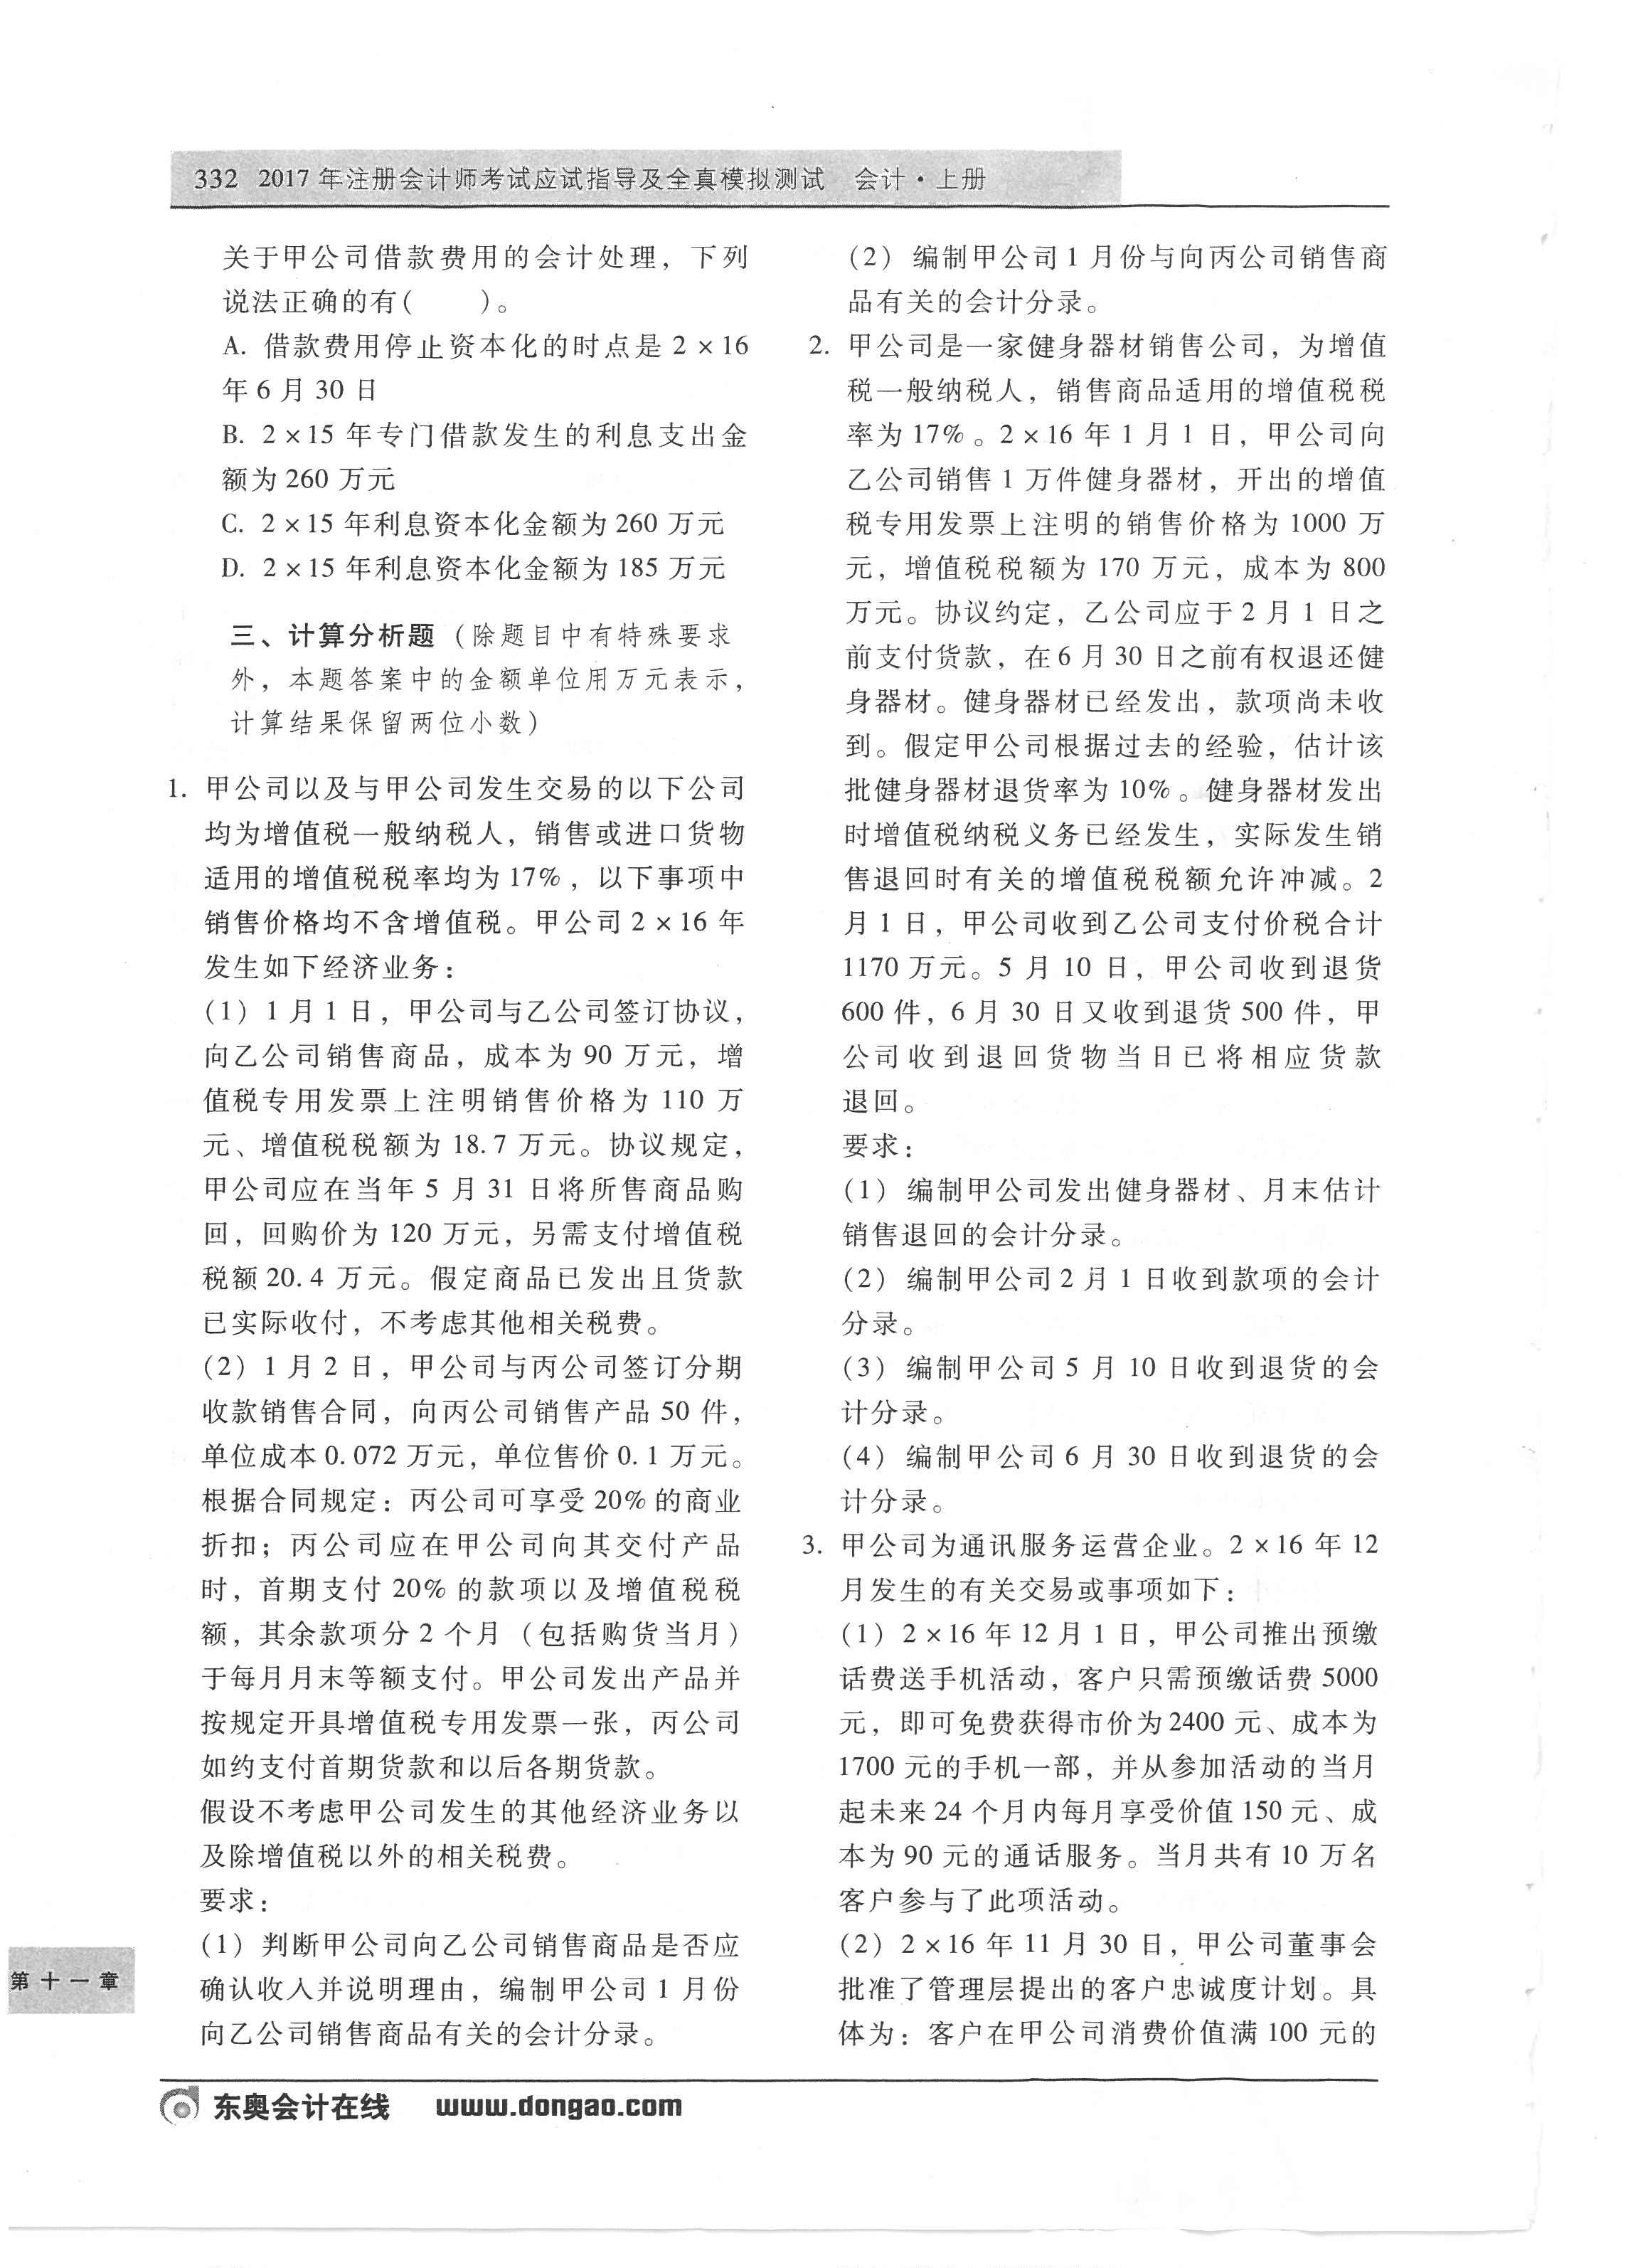 332 2017年注册会计师考试应试指导及全真模拟测试 会计·上册
关于甲公司借款费用的会计处理，下列
说法正确的有( )。
A. 借款费用停止资本化的时点是2×16
年6月30日
B. 2×15年专门借款发生的利息支出金
额为260万元
C. 2×15年利息资本化金额为260万元
D. 2×15年利息资本化金额为185万元
三、计算分析题（除题目中有特殊要求
外，本题答案中的金额单位用万元表示，
计算结果保留两位小数）
1. 甲公司以及与甲公司发生交易的以下公司
均为增值税一般纳税人，销售或进口货物
适用的增值税税率均为17%，以下事项中
销售价格均不含增值税。甲公司2×16年
发生如下经济业务：
(1) 1月1日，甲公司与乙公司签订协议，
向乙公司销售商品，成本为90万元，增
值税专用发票上注明销售价格为110万
元、增值税税额为18.7万元。协议规定，
甲公司应在当年5月31日将所售商品购
回，回购价为120万元，另需支付增值税
税额20.4万元。假定商品已发出且货款
已实际收付，不考虑其他相关税费。
(2) 1月2日，甲公司与丙公司签订分期
收款销售合同，向丙公司销售产品50件，
单位成本0.072万元，单位售价0.1万元。
根据合同规定：丙公司可享受20%的商业
折扣；丙公司应在甲公司向其交付产品
时，首期支付20%的款项以及增值税税
额，其余款项分2个月（包括购货当月）
于每月月末等额支付。甲公司发出产品并
按规定开具增值税专用发票一张，丙公司
如约支付首期货款和以后各期货款。
假设不考虑甲公司发生的其他经济业务以
及除增值税以外的相关税费。
要求：
(1) 判断甲公司向乙公司销售商品是否应
确认收入并说明理由，编制甲公司1月份
向乙公司销售商品有关的会计分录。
(2) 编制甲公司1月份与向丙公司销售商
品有关的会计分录。
2. 甲公司是一家健身器材销售公司，为增值
税一般纳税人，销售商品适用的增值税税
率为17%。2×16年1月1日，甲公司向
乙公司销售1万件健身器材，开出的增值
税专用发票上注明的销售价格为1000万
元，增值税税额为170万元，成本为800
万元。协议约定，乙公司应于2月1日之
前支付货款，在6月30日之前有权退还健
身器材。健身器材已经发出，款项尚未收
到。假定甲公司根据过去的经验，估计该
批健身器材退货率为10%。健身器材发出
时增值税纳税义务已经发生，实际发生销
售退回时有关的增值税税额允许冲减。2
月1日，甲公司收到乙公司支付价税合计
1170万元。5月10日，甲公司收到退货
600件，6月30日又收到退货500件，甲
公司收到退回货物当日已将相应货款
退回。
要求：
(1) 编制甲公司发出健身器材、月末估计
销售退回的会计分录。
(2) 编制甲公司2月1日收到款项的会计
分录。
(3) 编制甲公司5月10日收到退货的会
计分录。
(4) 编制甲公司6月30日收到退货的会
计分录。
3. 甲公司为通讯服务运营企业。2×16年12
月发生的有关交易或事项如下：
(1) 2×16年12月1日，甲公司推出预缴
话费送手机活动，客户只需预缴话费5000
元，即可免费获得市价为2400元、成本为
1700元的手机一部，并从参加活动的当月
起未来24个月内每月享受价值150元、成
本为90元的通话服务。当月共有10万名
客户参与了此项活动。
(2) 2×16年11月30日，甲公司董事会
批准了管理层提出的客户忠诚度计划。具
体为：客户在甲公司消费价值满100元的
第十一章
东奥会计在线 www.dongao.com